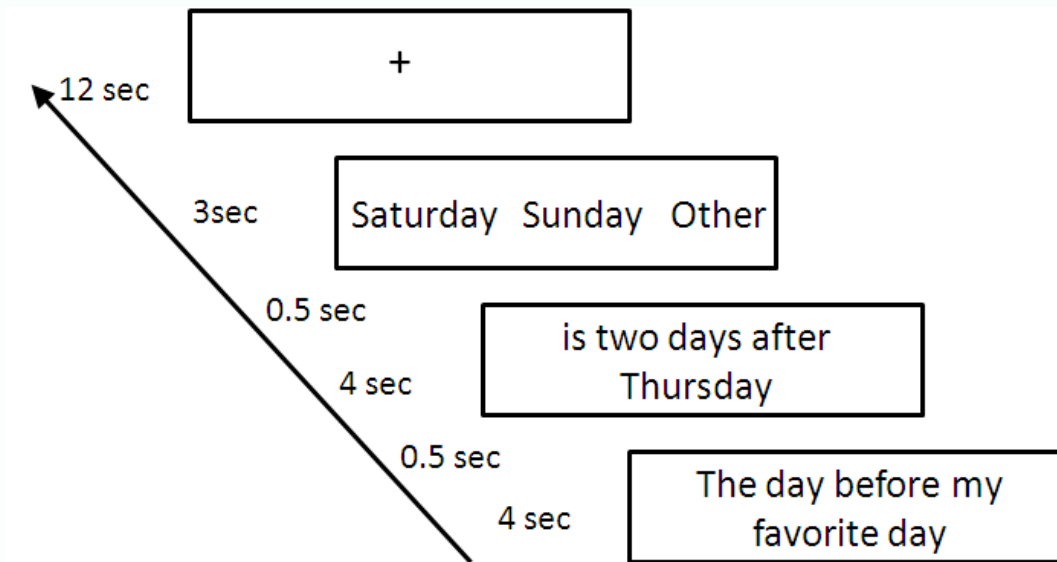 +
12 sec
3sec
Saturday Sunday Other
0.5 sec
is two days after
Thursday
4 sec
0.5 sec
The day before my
favorite day
4 sec